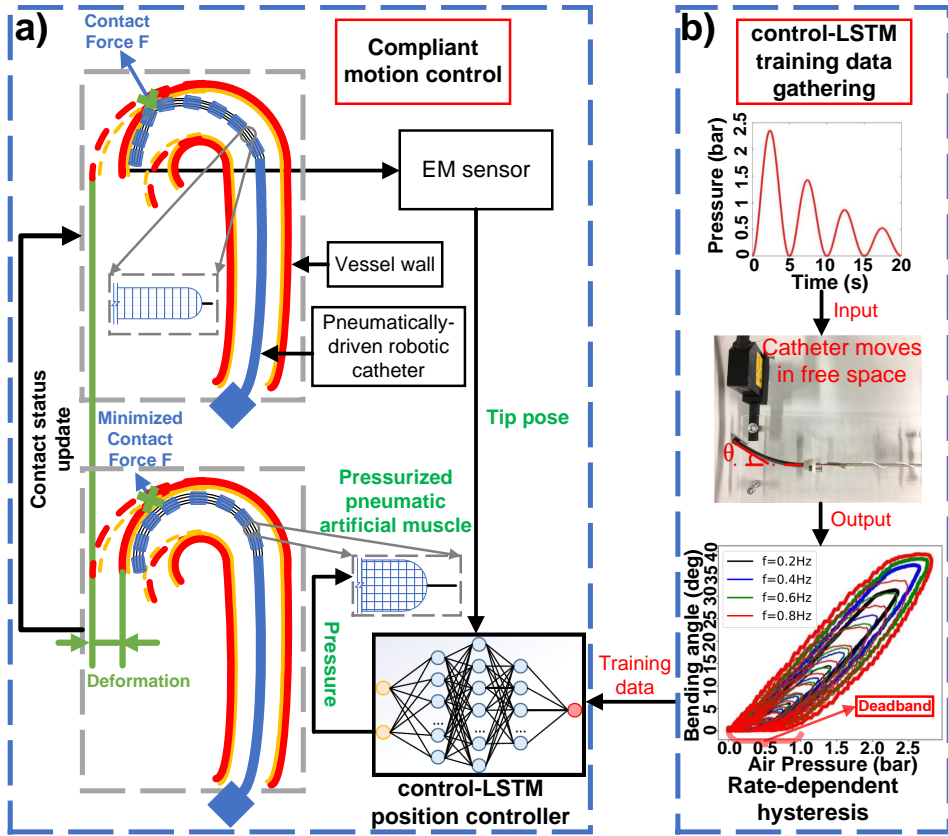 a)
Contact
Force F
Compliant
motion control
EM sensor
Vessel wall
Pneumatically-
driven robotic
catheter
Contact status
update
Minimized
Contact
Force F
Tip pose
Pressurized
pneumatic
artificial muscle
Pressure
Deformation
...
...
...
control-LSTM
position controller
b)
control-LSTM
training data
gathering
Pressure (bar)
2.5
2
1.5
1
0.5
0
0 5 10 15 20
Time (s)
Input
Catheter moves
in free space
θ
Output
Bending angle (deg)
40
35
30
25
20
15
10
5
0
f=0.2Hz
f=0.4Hz
f=0.6Hz
f=0.8Hz
Deadband
0.0 0.5 1.0 1.5 2.0 2.5
Air Pressure (bar)
Rate-dependent
hysteresis
Training
data